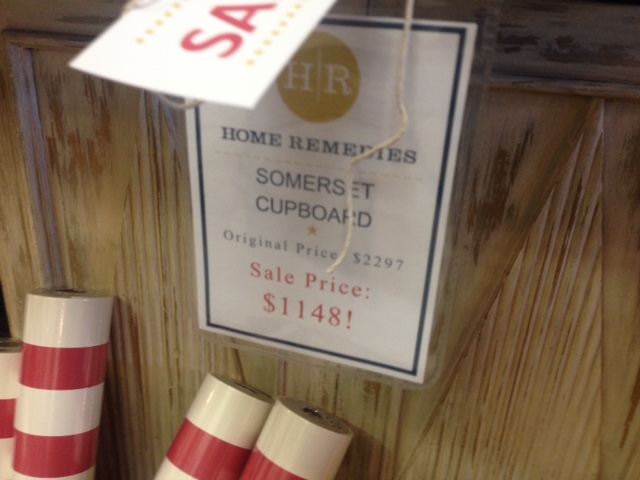 SA
H|R
HOME REMEDIES
SOMERSET
CUPBOARD
Original Price: $2297
Sale Price:
$1148!